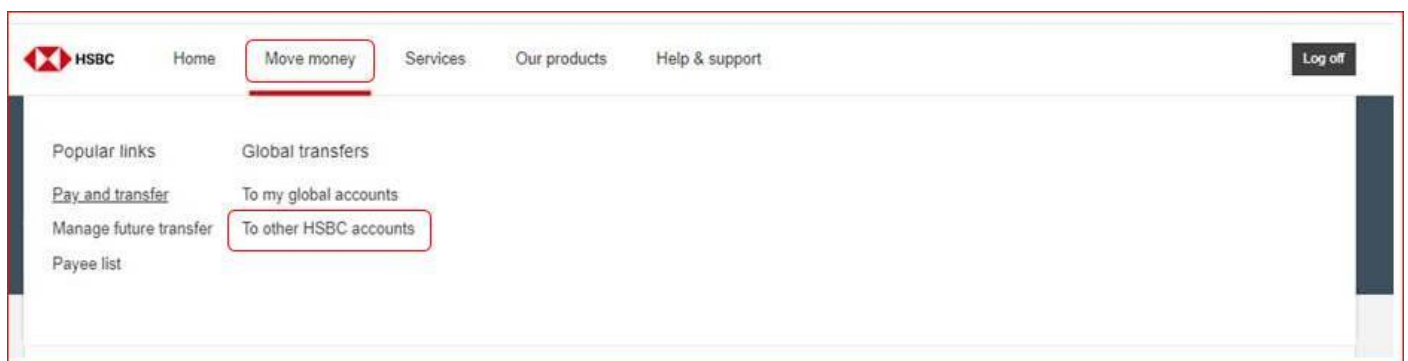 HSBC Home Move money Services Our products Help & support Log off
Popular links Global transfers
Pay and transfer To my global accounts
Manage future transfer To other HSBC accounts
Payee list